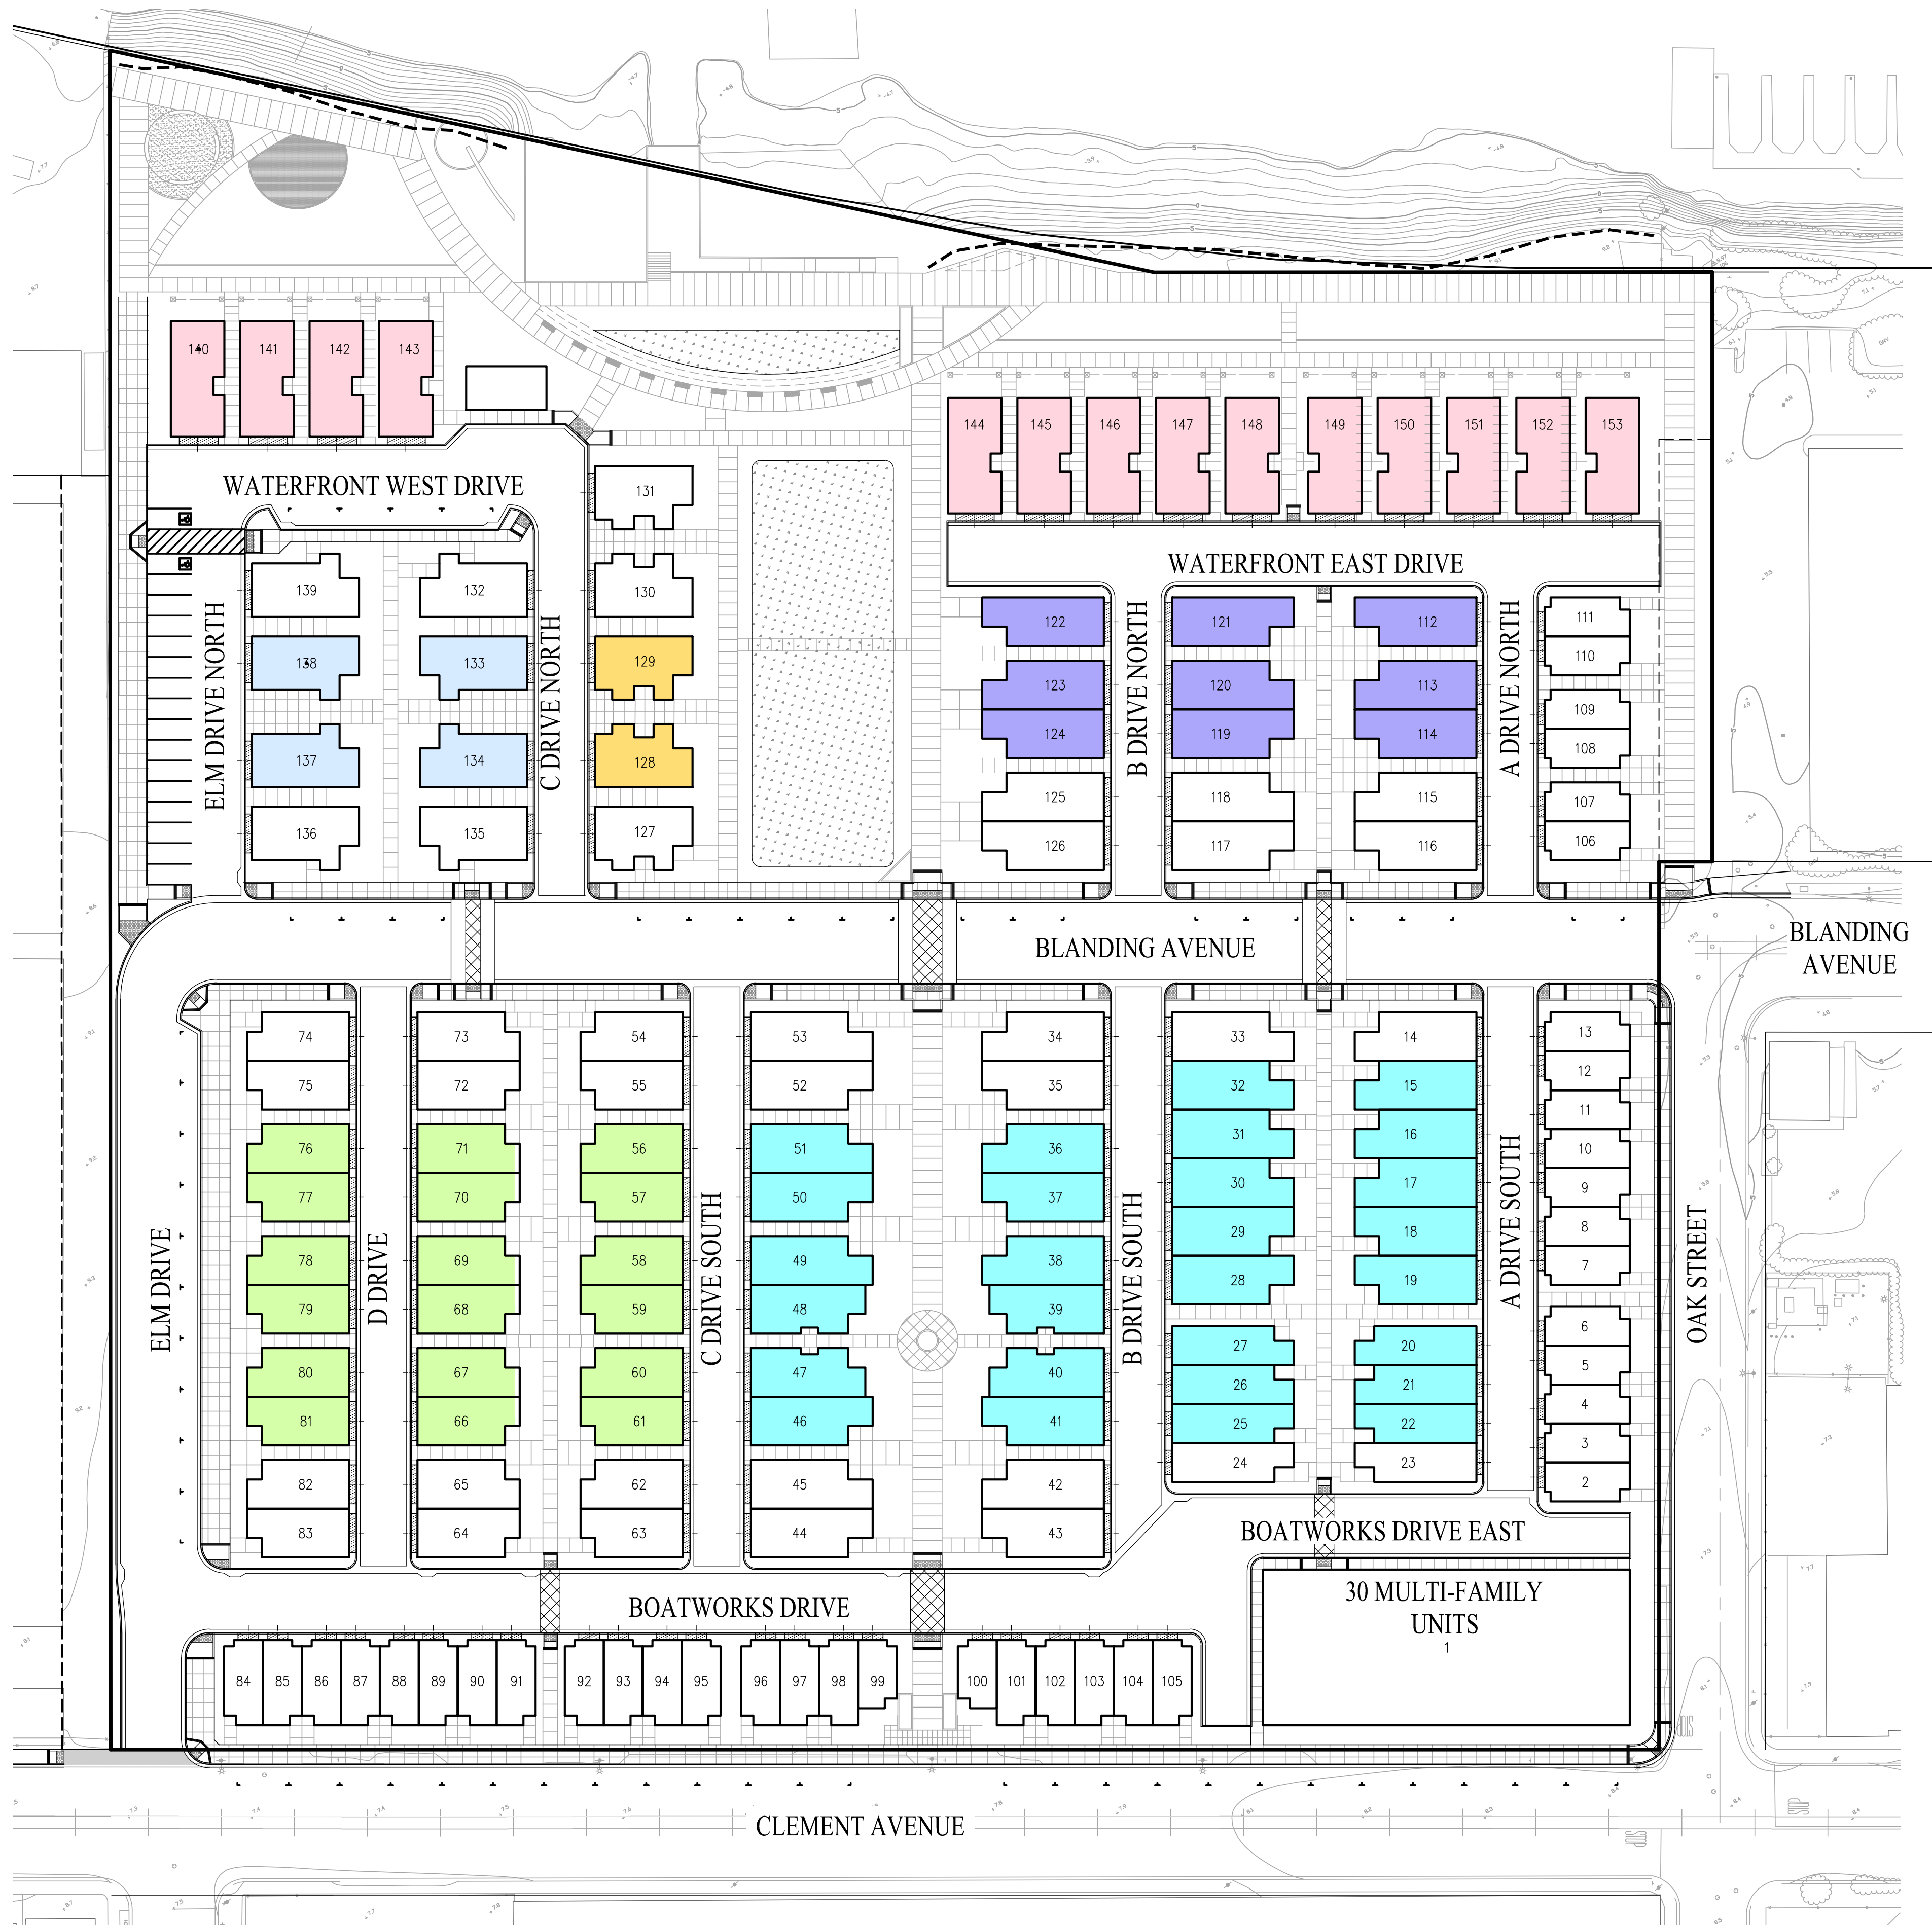 140 141 142 143
144 145 146 147 148 149 150 151 152 153
WATERFRONT WEST DRIVE
131
WATERFRONT EAST DRIVE
139 132 130
122 121 112 111
110
138 133 129
123 120 113
109
124 119 114
108
137 134 128
125 118 115
107
136 135 127
126 117 116
106
ELM DRIVE NORTH
C DRIVE NORTH
B DRIVE NORTH
A DRIVE NORTH
BLANDING AVENUE
BLANDING
AVENUE
74 73 54 53 34 33 14 13
75 72 55 52 35 32 15 12
11
76 71 56 51 36 31 16 10
77 70 57 50 37 30 17 9
8
78 69 58 49 38 29 18 7
79 68 59 48 39 28 19
6
80 67 60 47 40 27 20 5
26 21 4
81 66 61 46 41 25 22
3
82 65 62 45 42 24 23 2
83 64 63 44 43
ELM DRIVE
D DRIVE
C DRIVE SOUTH
B DRIVE SOUTH
A DRIVE SOUTH
OAK STREET
BOATWORKS DRIVE EAST
BOATWORKS DRIVE
30 MULTI-FAMILY
UNITS
1
84 85 86 87 88 89 90 91 92 93 94 95 96 97 98 99 100 101 102 103 104 105
CLEMENT AVENUE